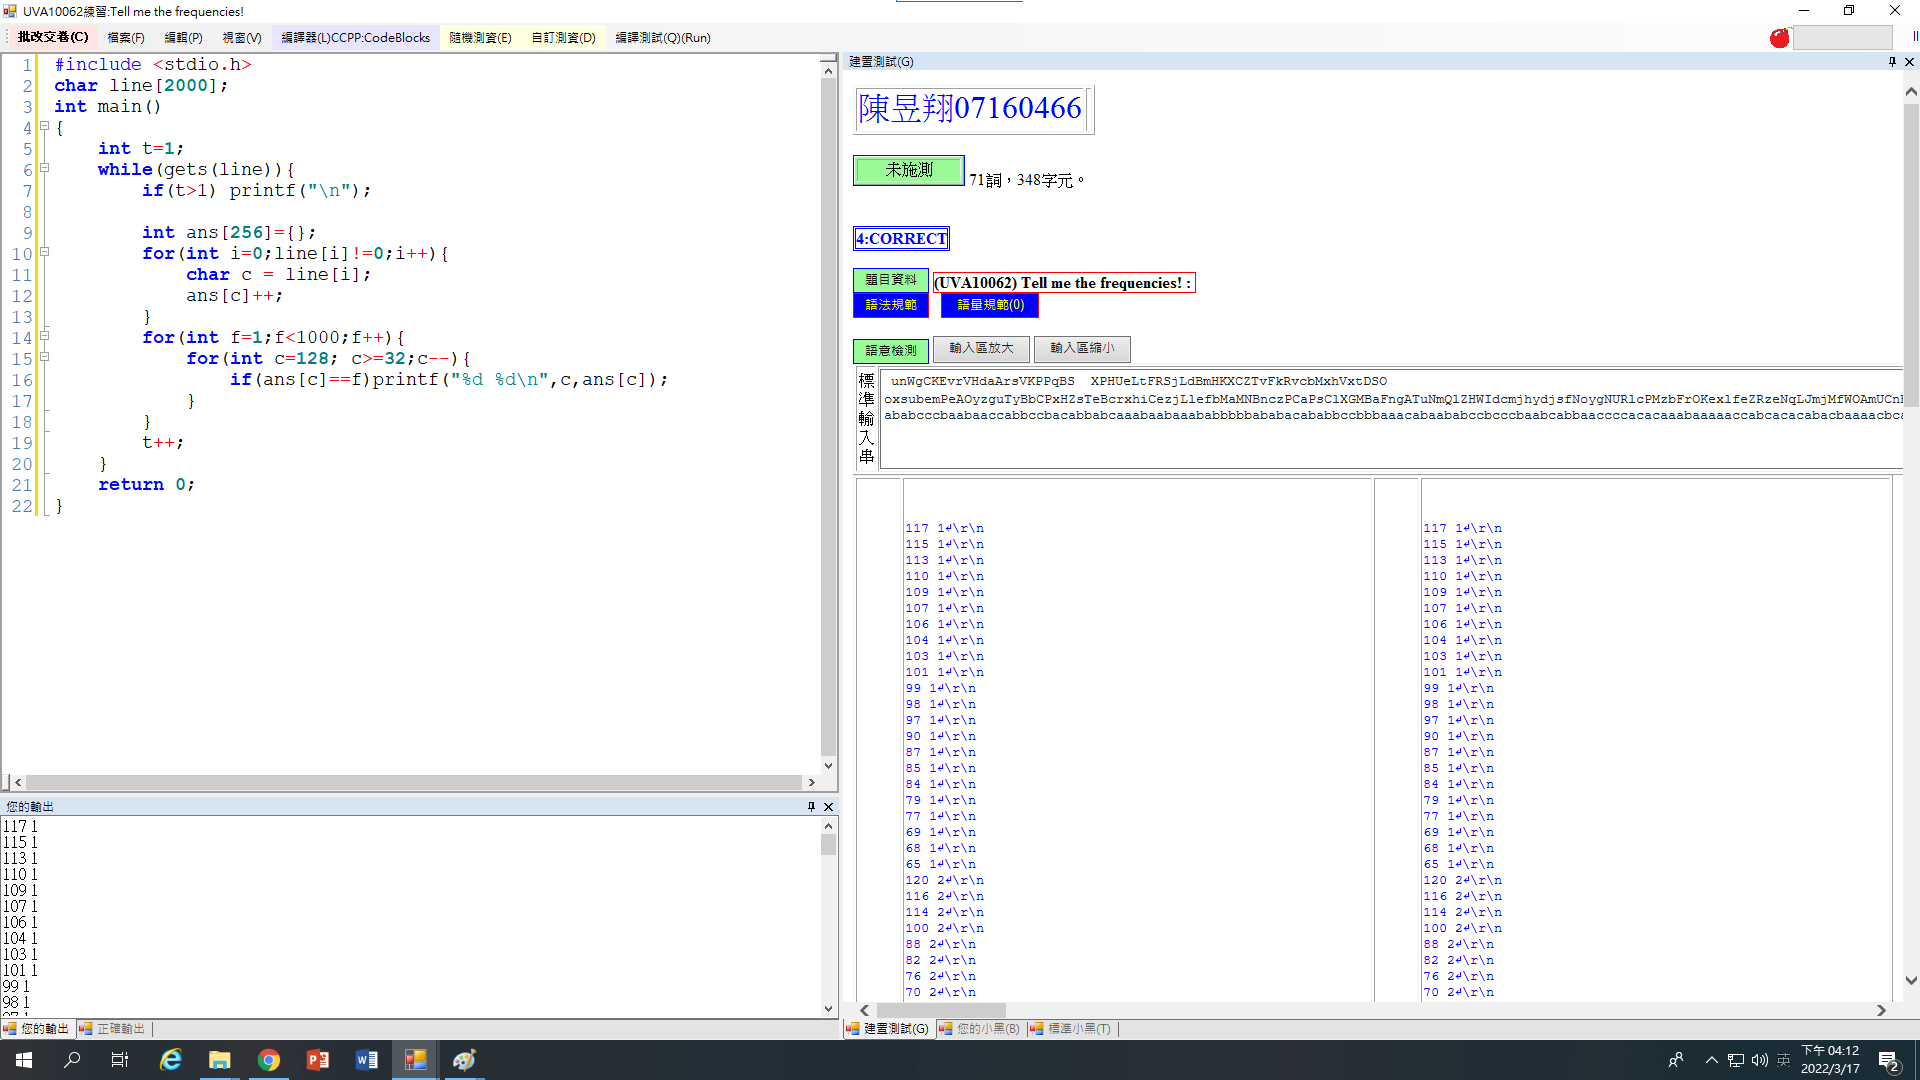 UVA10062練習:Tell me the frequencies!
批改交卷(C) 檔案(F) 編輯(P) 視窗(V) 編譯器(L)CCPP:CodeBlocks 隨機測資(E) 自訂測資(D) 編譯測試(Q)(Run)
1 #include <stdio.h>
2 char line[2000];
3 int main()
4 {
5 int t=1;
6 while(gets(line)){
7 if(t>1) printf("\n");
8
9 int ans[256]={};
10 for(int i=0;line[i]!=0;i++){
11 char c = line[i];
12 ans[c]++;
13 }
14 for(int f=1;f<1000;f++){
15 for(int c=128; c>=32;c--){
16 if(ans[c]==f)printf("%d %d\n",c,ans[c]);
17 }
18 }
19 t++;
20 }
21 return 0;
22 }
您的輸出
117 1
115 1
113 1
110 1
109 1
107 1
106 1
104 1
103 1
101 1
99 1
98 1
97 1
您的輸出 正確輸出
建置測試(G)
陳昱翔07160466
未施測 71詞，348字元。
4:CORRECT
題目資料 (UVA10062) Tell me the frequencies! :
語法規範 語量規範(0)
語意檢測 輸入區放大 輸入區縮小
標準輸入串
unWgCKEvrVHdaArsVKPPqBS XPHUeLtFRSjLdBmHKXCZTvFkRvcbMxhVxtDSO
117 1↲\r\n 117 1↲\r\n
115 1↲\r\n 115 1↲\r\n
113 1↲\r\n 113 1↲\r\n
110 1↲\r\n 110 1↲\r\n
109 1↲\r\n 109 1↲\r\n
107 1↲\r\n 107 1↲\r\n
106 1↲\r\n 106 1↲\r\n
104 1↲\r\n 104 1↲\r\n
103 1↲\r\n 103 1↲\r\n
101 1↲\r\n 101 1↲\r\n
99 1↲\r\n 99 1↲\r\n
98 1↲\r\n 98 1↲\r\n
97 1↲\r\n 97 1↲\r\n
90 1↲\r\n 90 1↲\r\n
87 1↲\r\n 87 1↲\r\n
85 1↲\r\n 85 1↲\r\n
84 1↲\r\n 84 1↲\r\n
79 1↲\r\n 79 1↲\r\n
77 1↲\r\n 77 1↲\r\n
69 1↲\r\n 69 1↲\r\n
68 1↲\r\n 68 1↲\r\n
65 1↲\r\n 65 1↲\r\n
120 2↲\r\n 120 2↲\r\n
116 2↲\r\n 116 2↲\r\n
114 2↲\r\n 114 2↲\r\n
100 2↲\r\n 100 2↲\r\n
88 2↲\r\n 88 2↲\r\n
82 2↲\r\n 82 2↲\r\n
76 2↲\r\n 76 2↲\r\n
70 2↲\r\n 70 2↲\r\n
建置測試(G) 您的小黑(B) 標準小黑(T)
英 下午 04:12
2022/3/17
2